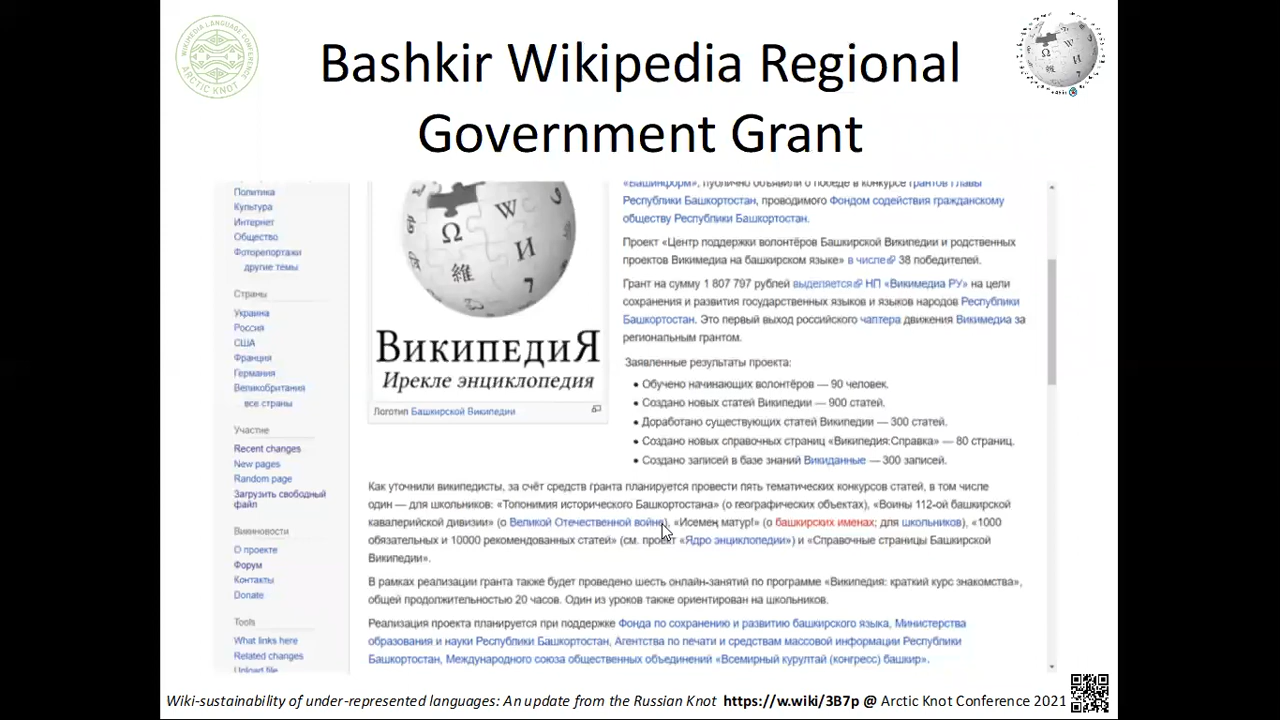 WIKIMEDIA LANGUAGE CONFERENCE
ARCTIC KNOT
Bashkir Wikipedia Regional
Government Grant
Политика
Культура
Интернет
Общество
Фоторепортажи
другие темы
Страны
Украина
Россия
США
Франция
Германия
Великобритания
все страны
Участие
Recent changes
New pages
Random page
Загрузить свободный
файл
Викиновости
О проекте
Форум
Контакты
Donate
Tools
What links here
Related changes
Upload file
ВикипедиЯ
Ирекле энциклопедия
Логотип Башкирской Википедии
«Башинформ», публично объявили о победе в конкурсе грантов Главы
Республики Башкортостан, проводимого Фондом содействия гражданскому
обществу Республики Башкортостан.
Проект «Центр поддержки волонтёров Башкирской Википедии и родственных
проектов Викимедиа на башкирском языке» в числе 38 победителей.
Грант на сумму 1 807 797 рублей выделяется НП «Викимедиа РУ» на цели
сохранения и развития государственных языков и языков народов Республики
Башкортостан. Это первый выход российского чаптера движения Викимедиа за
региональным грантом.
Заявленные результаты проекта:
• Обучено начинающих волонтёров — 90 человек.
• Создано новых статей Википедии — 900 статей.
• Доработано существующих статей Википедии — 300 статей.
• Создано новых справочных страниц «Википедия:Справка» — 80 страниц.
• Создано записей в базе знаний Викиданные — 300 записей.
Как уточнили википедисты, за счёт средств гранта планируется провести пять тематических конкурсов статей, в том числе
один — для школьников: «Топонимия исторического Башкортостана» (о географических объектах), «Воины 112-ой башкирской
кавалерийской дивизии» (о Великой Отечественной войне), «Исемең матур!» (о башкирских именах; для школьников), «1000
обязательных и 10000 рекомендованных статей» (см. проект «Ядро энциклопедии») и «Справочные страницы Башкирской
Википедии».
В рамках реализации гранта также будет проведено шесть онлайн-занятий по программе «Википедия: краткий курс знакомства»,
общей продолжительностью 20 часов. Один из уроков также ориентирован на школьников.
Реализация проекта планируется при поддержке Фонда по сохранению и развитию башкирского языка, Министерства
образования и науки Республики Башкортостан, Агентства по печати и средствам массовой информации Республики
Башкортостан, Международного союза общественных объединений «Всемирный курултай (конгресс) башкир».
Wiki-sustainability of under-represented languages: An update from the Russian Knot https://w.wiki/3B7p @ Arctic Knot Conference 2021